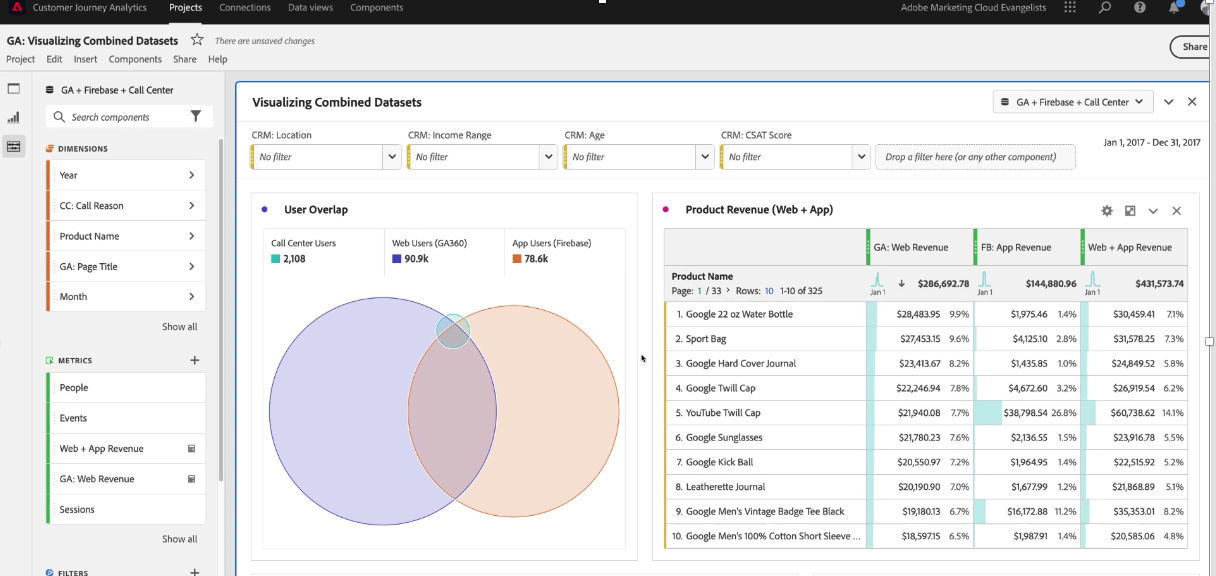 Customer Journey Analytics Projects Connections Data views Components Adobe Marketing Cloud Evangelists
GA: Visualizing Combined Datasets There are unsaved changes
Share
Project Edit Insert Components Share Help
GA + Firebase + Call Center
Search components
DIMENSIONS
Year
CC: Call Reason
Product Name
GA: Page Title
Month
Show all
METRICS
People
Events
Web + App Revenue
GA: Web Revenue
Sessions
Show all
FILTERS
Visualizing Combined Datasets
GA + Firebase + Call Center
CRM: Location CRM: Income Range CRM: Age CRM: CSAT Score
No filter No filter No filter No filter Drop a filter here (or any other component)
Jan 1, 2017 - Dec 31, 2017
User Overlap
Call Center Users Web Users (GA360) App Users (Firebase)
2,108 90.9k 78.6k
Product Revenue (Web + App)
GA: Web Revenue FB: App Revenue Web + App Revenue
Product Name
Page: 1 / 33 > Rows: 10 1-10 of 325
Jan 1 $286,692.78 Jan 1 $144,880.96 Jan 1 $431,573.74
1. Google 22 oz Water Bottle $28,483.95 9.9% $1,975.46 1.4% $30,459.41 7.1%
2. Sport Bag $27,453.15 9.6% $4,125.10 2.8% $31,578.25 7.3%
3. Google Hard Cover Journal $23,413.67 8.2% $1,435.85 1.0% $24,849.52 5.8%
4. Google Twill Cap $22,246.94 7.8% $4,672.60 3.2% $26,919.54 6.2%
5. YouTube Twill Cap $21,940.08 7.7% $38,798.54 26.8% $60,738.62 14.1%
6. Google Sunglasses $21,780.23 7.6% $2,136.55 1.5% $23,916.78 5.5%
7. Google Kick Ball $20,550.97 7.2% $1,964.95 1.4% $22,515.92 5.2%
8. Leatherette Journal $20,190.90 7.0% $1,677.99 1.2% $21,868.89 5.1%
9. Google Men's Vintage Badge Tee Black $19,180.13 6.7% $16,172.88 11.2% $35,353.01 8.2%
10. Google Men's 100% Cotton Short Sleeve ... $18,597.15 6.5% $1,987.91 1.4% $20,585.06 4.8%